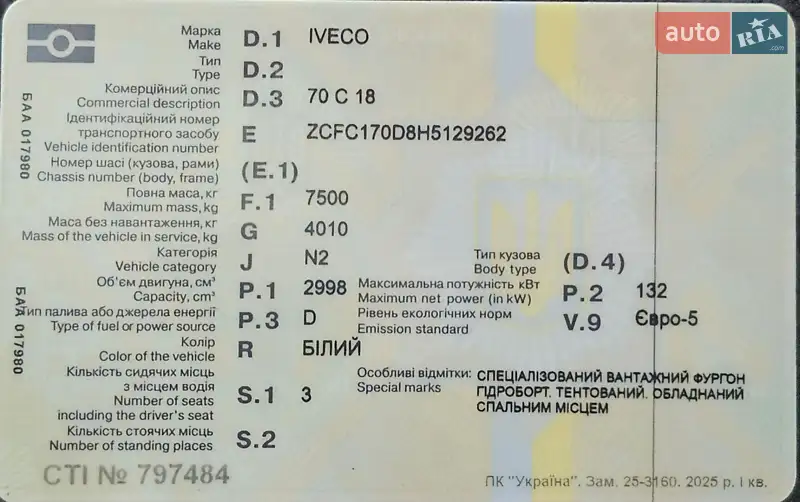 auto RIA .com
Марка
Make D.1 IVECO
Тип
Type D.2
Комерційний опис
Commercial description D.3 70 C 18
Ідентифікаційний номер
транспортного засобу
Vehicle identification number E ZCFC170D8H5129262
Номер шасі (кузова, рами)
Chassis number (body, frame) (E.1)
Повна маса, кг
Maximum mass, kg F.1 7500
Маса без навантаження, кг
Mass of the vehicle in service, kg G 4010
Категорія
Vehicle category J N2
Тип кузова
Body type (D.4)
Об'єм двигуна, см³
Capacity, cm³ P.1 2998
Максимальна потужність кВт
Maximum net power (in kW) P.2 132
Тип палива або джерела енергії
Type of fuel or power source P.3 D
Рівень екологічних норм
Emission standard V.9 Євро-5
Колір
Color of the vehicle R БІЛИЙ
Кількість сидячих місць
з місцем водія
Number of seats
including the driver's seat S.1 3
Особливі відмітки:
Special marks
СПЕЦІАЛІЗОВАНИЙ ВАНТАЖНИЙ ФУРГОН
ГІДРОБОРТ. ТЕНТОВАНИЙ. ОБЛАДНАНИЙ
СПАЛЬНИМ МІСЦЕМ
Кількість стоячих місць
Number of standing places S.2
СТІ № 797484
ПК "Україна". Зам. 25-3160. 2025 р. І кв.
БАА 017980
БАА 017980